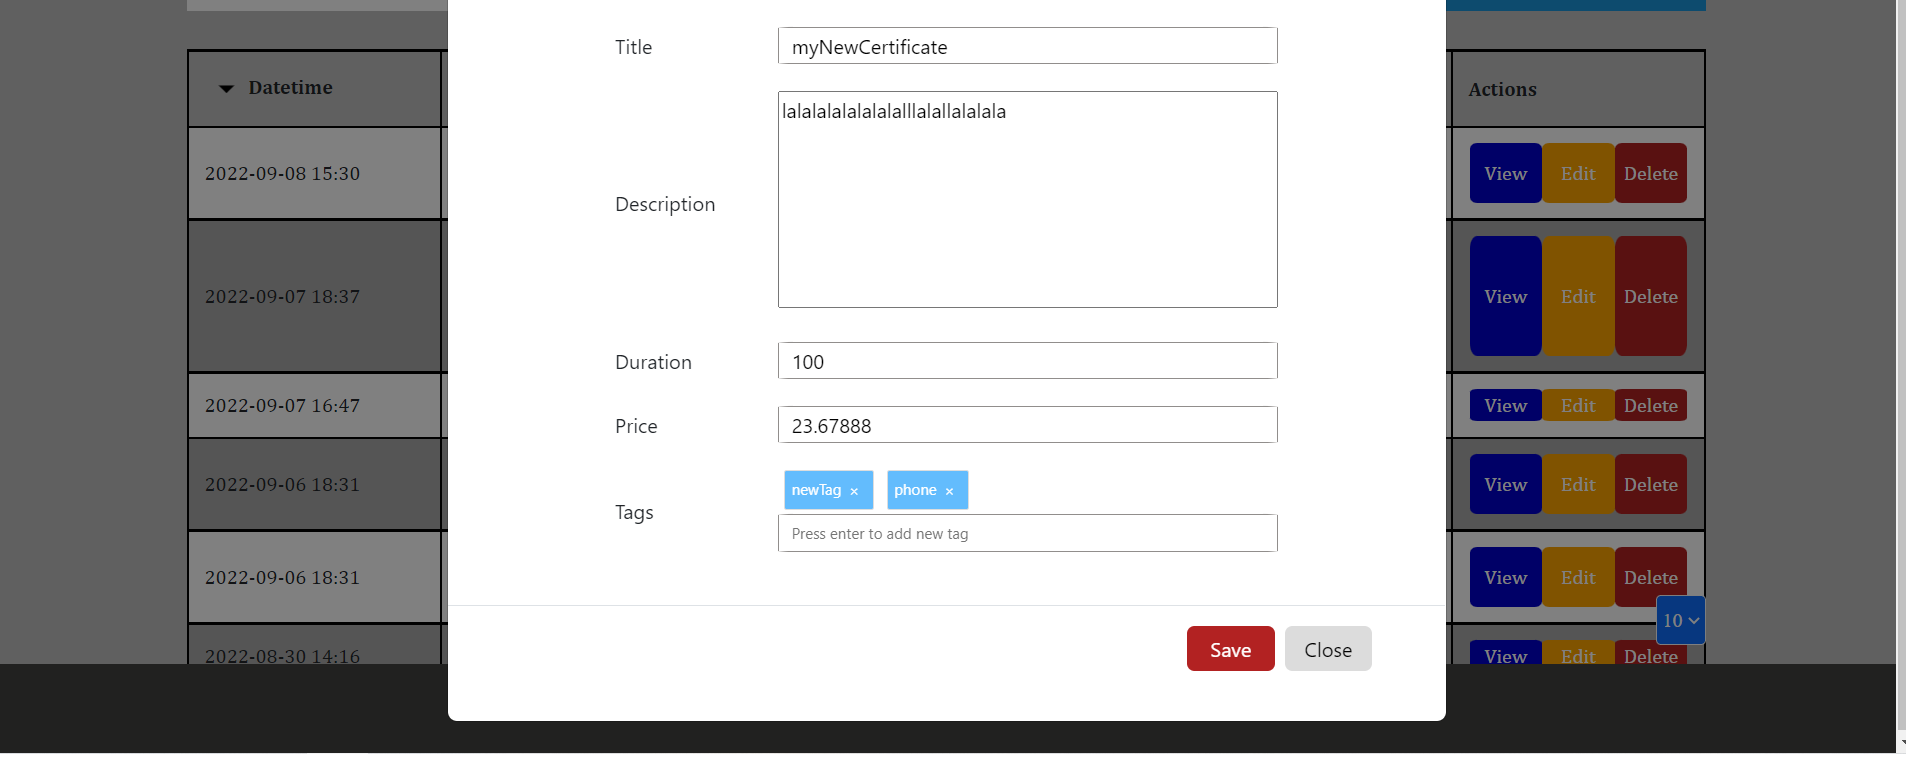 Title
myNewCertificate
Datetime
Actions
Description
lalalalalalalalalllalallalalala
2022-09-08 15:30
View Edit Delete
2022-09-07 18:37
View Edit Delete
Duration
100
2022-09-07 16:47
View Edit Delete
Price
23.67888
2022-09-06 18:31
View Edit Delete
Tags
newTag × phone ×
Press enter to add new tag
2022-09-06 18:31
View Edit Delete
10
2022-08-30 14:16
View Edit Delete
Save Close